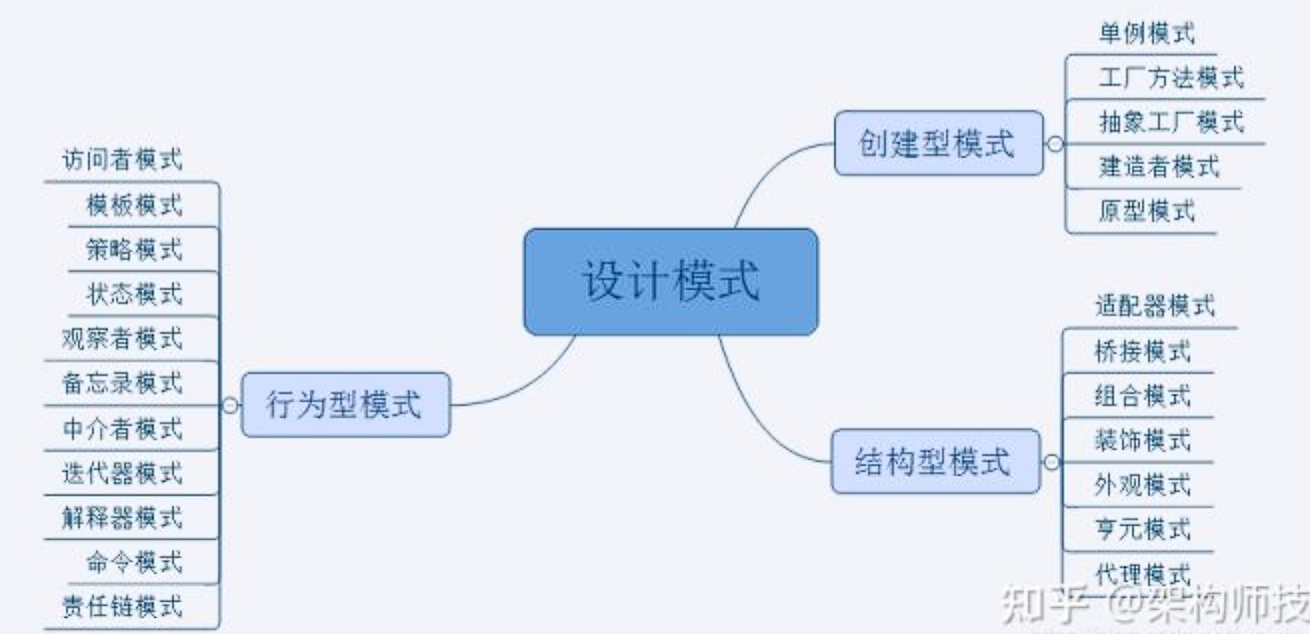 设计模式
创建型模式
单例模式
工厂方法模式
抽象工厂模式
建造者模式
原型模式
结构型模式
适配器模式
桥接模式
组合模式
装饰模式
外观模式
亨元模式
代理模式
行为型模式
访问者模式
模板模式
策略模式
状态模式
观察者模式
备忘录模式
中介者模式
迭代器模式
解释器模式
命令模式
责任链模式
知乎 @架构师技